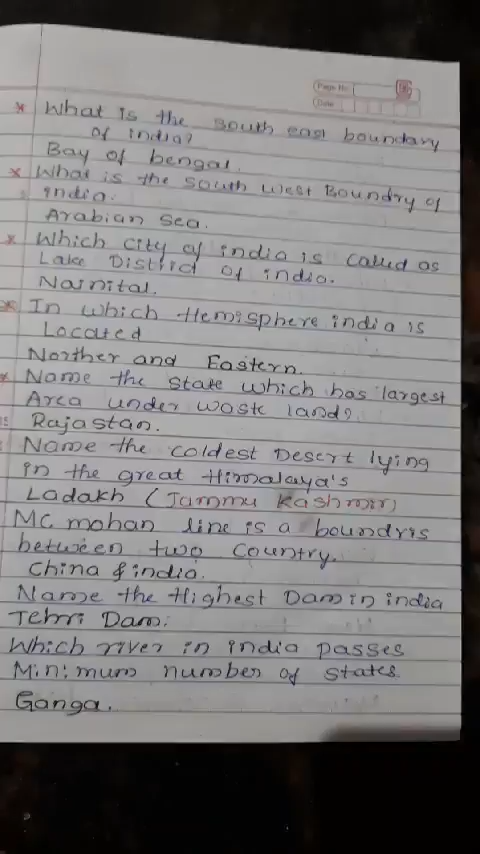 Page No.
Date
* What is the south east boundary
of india?
Bay of bengal.
* What is the south west Boundry of
india.
Arabian sea.
* Which city of india is called as
Lake District of india.
Nainital.
* In which Hemisphere india is
Located
Norther and Eastern.
* Name the state which has largest
Area under waste land?
Rajastan.
Name the coldest Desert lying
in the great Himalaya's
Ladakh (Jammu Kashmir)
Mc mohan line is a boundris
between two country.
China & india.
Name the Highest Dam in india
Tehri Dam.
Which river in india passes
Minimum number of states.
Ganga.